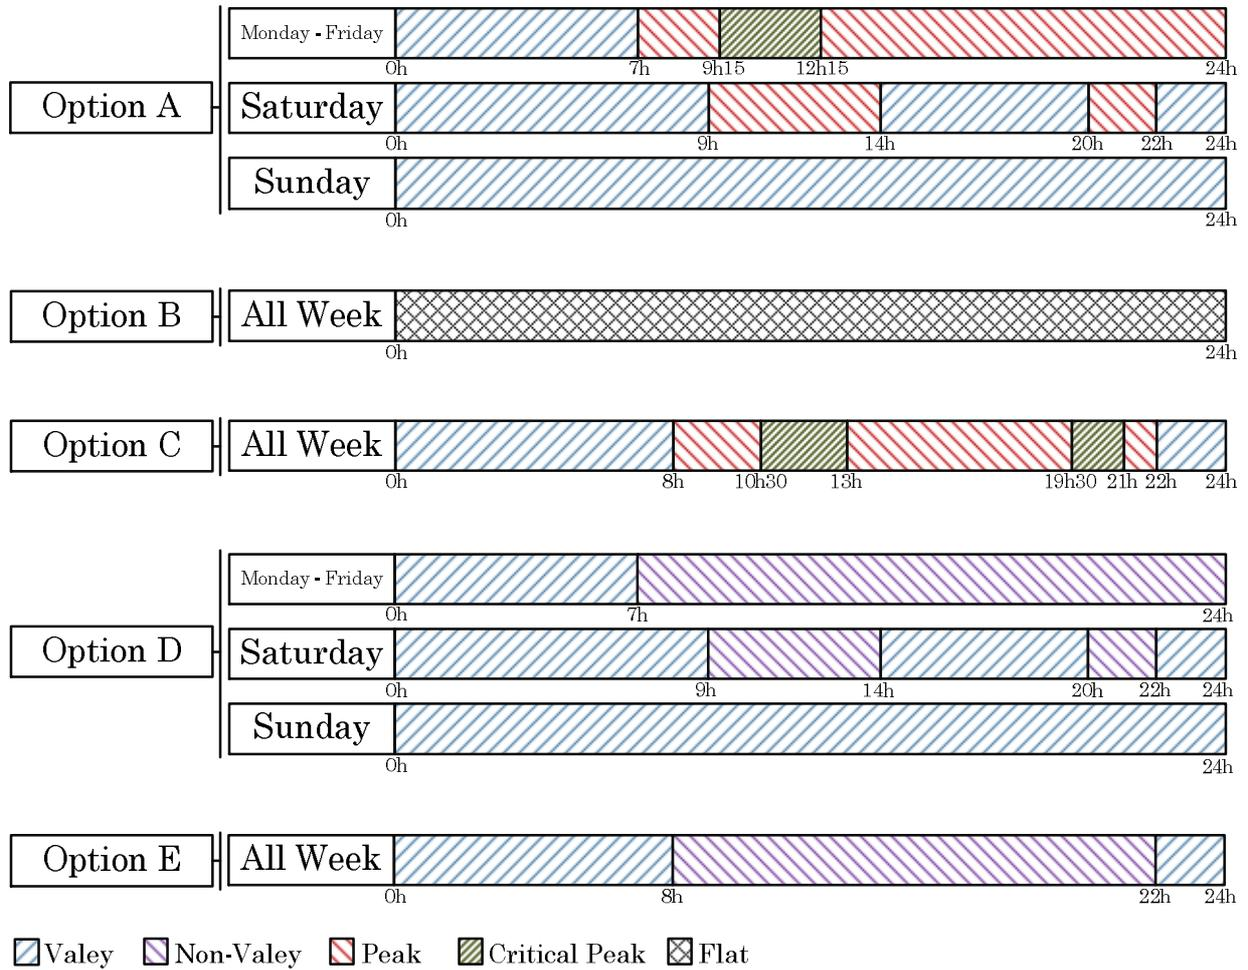 Monday - Friday
0h 7h 9h15 12h15 24h
Option A
Saturday
0h 9h 14h 20h 22h 24h
Sunday
0h 24h
Option B
All Week
0h 24h
Option C
All Week
0h 8h 10h30 13h 19h30 21h 22h 24h
Monday - Friday
0h 7h 24h
Option D
Saturday
0h 9h 14h 20h 22h 24h
Sunday
0h 24h
Option E
All Week
0h 8h 22h 24h
Valey Non-Valey Peak Critical Peak Flat